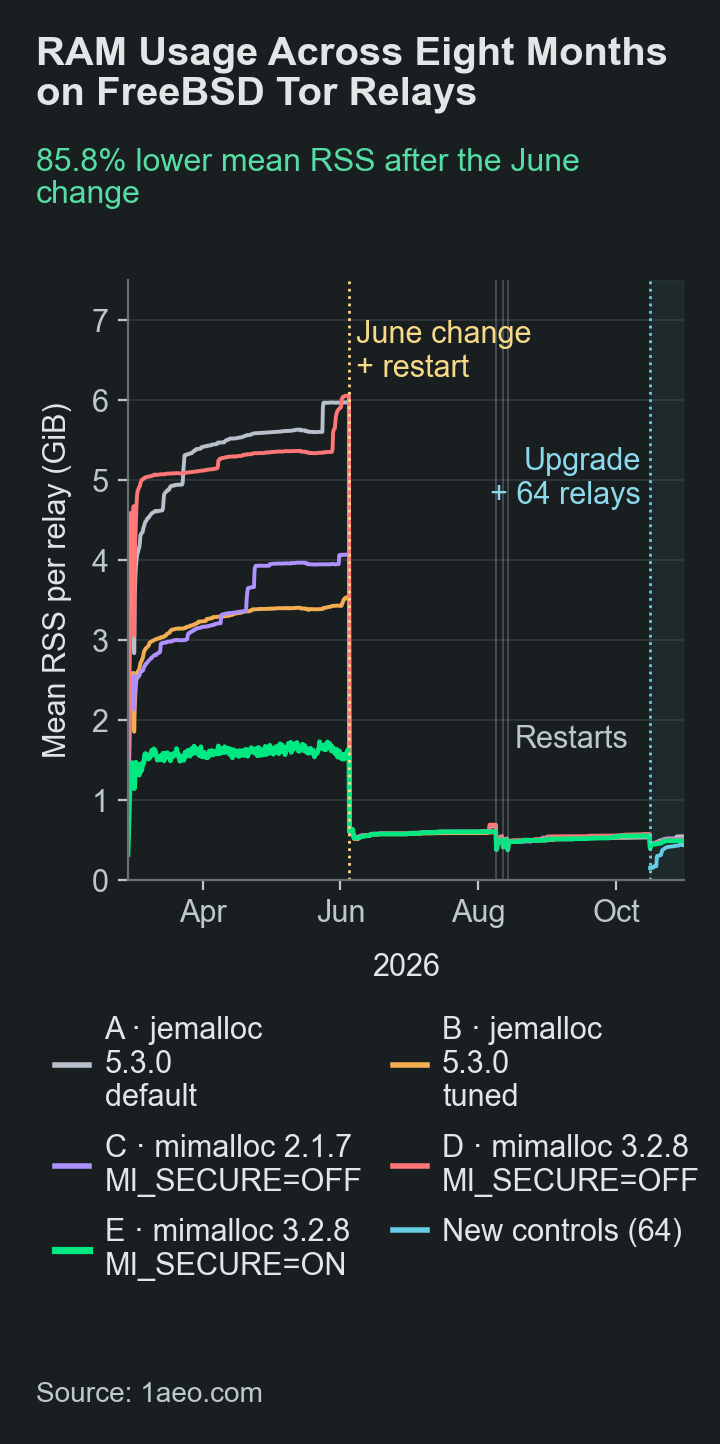 RAM Usage Across Eight Months
on FreeBSD Tor Relays
85.8% lower mean RSS after the June
change
Mean RSS per relay (GiB)
7
6
5
4
3
2
1
0
June change
+ restart
Upgrade
+ 64 relays
Restarts
Apr
Jun
Aug
Oct
2026
A · jemalloc
5.3.0
default
B · jemalloc
5.3.0
tuned
C · mimalloc 2.1.7
MI_SECURE=OFF
D · mimalloc 3.2.8
MI_SECURE=OFF
E · mimalloc 3.2.8
MI_SECURE=ON
New controls (64)
Source: 1aeo.com